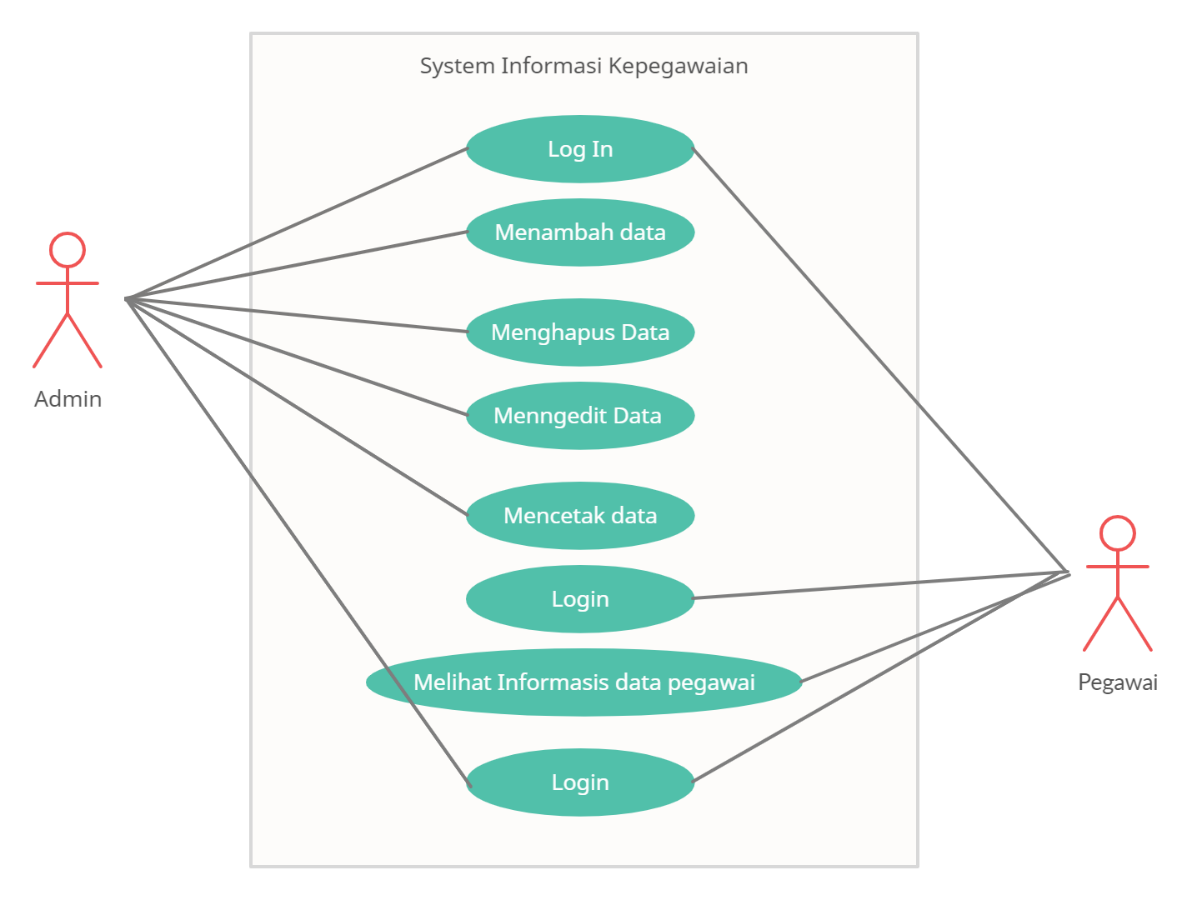 System Informasi Kepegawaian
Log In
Menambah data
Menghapus Data
Menngedit Data
Admin
Mencetak data
Login
Melihat Informasis data pegawai
Pegawai
Login